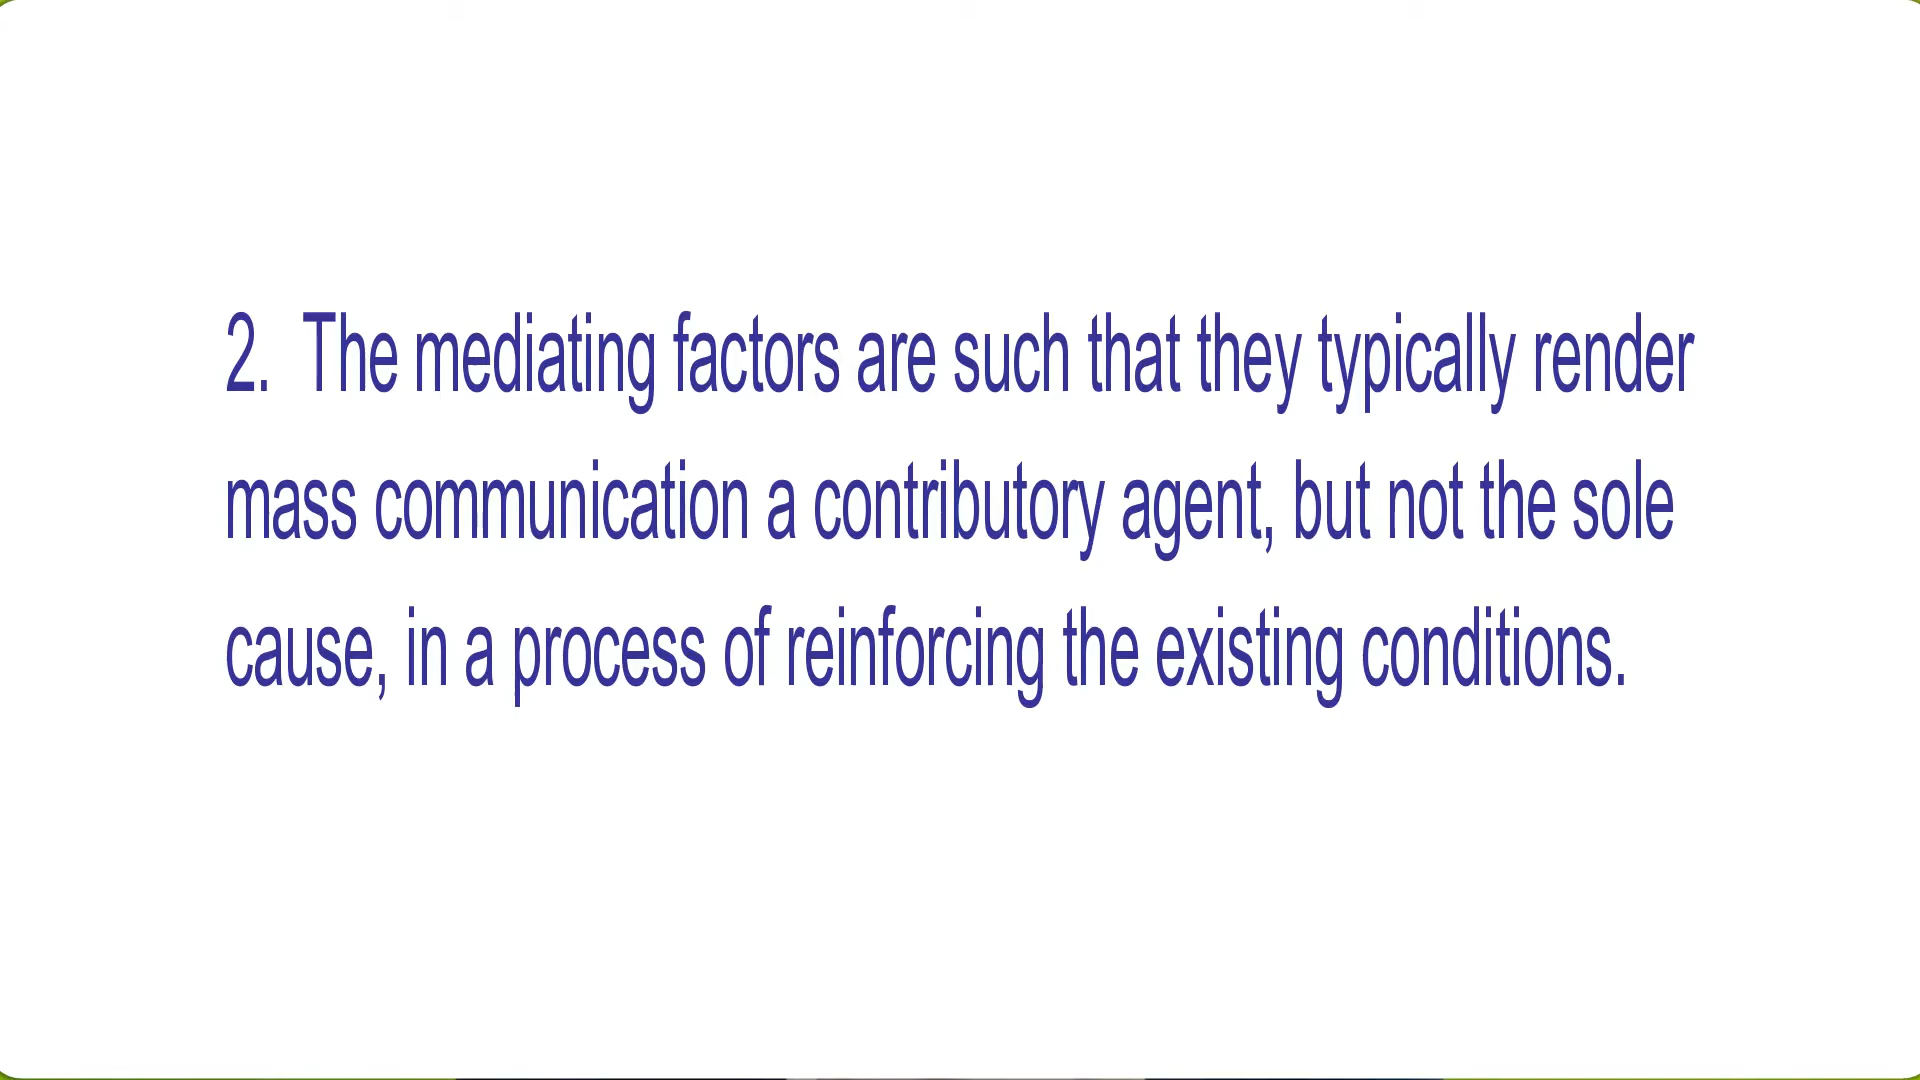 2. The mediating factors are such that they typically render
mass communication a contributory agent, but not the sole
cause, in a process of reinforcing the existing conditions.